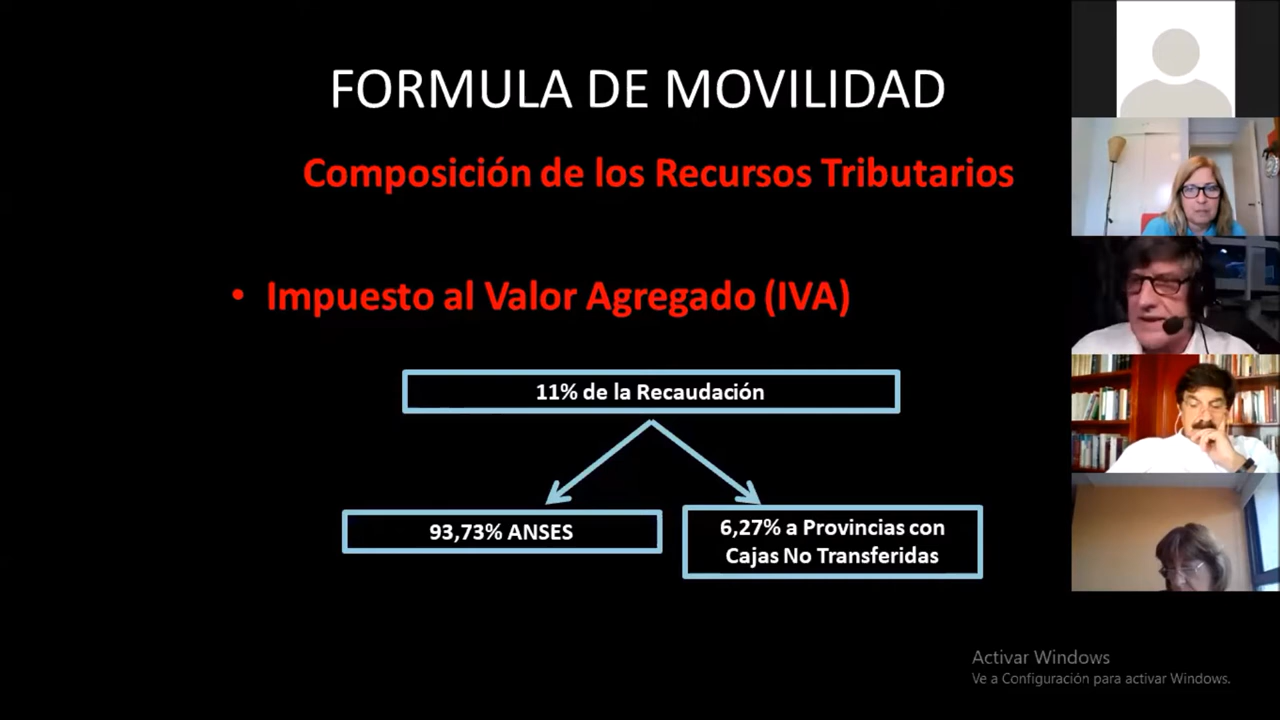 FORMULA DE MOVILIDAD
Composición de los Recursos Tributarios
• Impuesto al Valor Agregado (IVA)
11% de la Recaudación
93,73% ANSES
6,27% a Provincias con
Cajas No Transferidas
Activar Windows
Ve a Configuración para activar Windows.